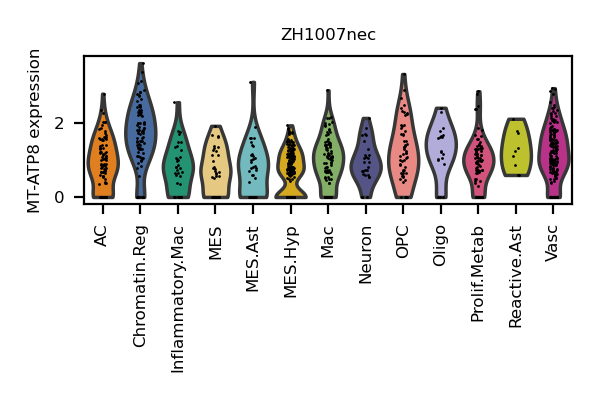 ZH1007nec
MT-ATP8 expression
2
0
AC
Chromatin.Reg
Inflammatory.Mac
MES
MES.Ast
MES.Hyp
Mac
Neuron
OPC
Oligo
Prolif.Metab
Reactive.Ast
Vasc